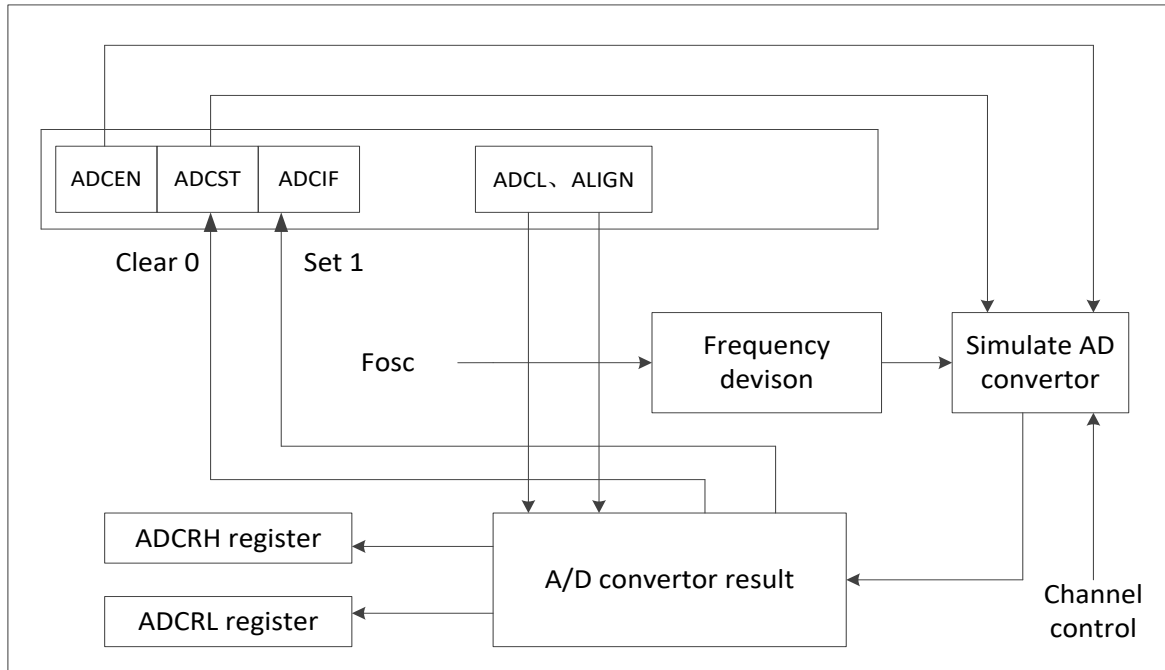 ADCEN
ADCST
ADCIF
ADCL、ALIGN
Clear 0
Set 1
Fosc
Frequency
devison
Simulate AD
convertor
ADCRH register
A/D convertor result
ADCRL register
Channel
control